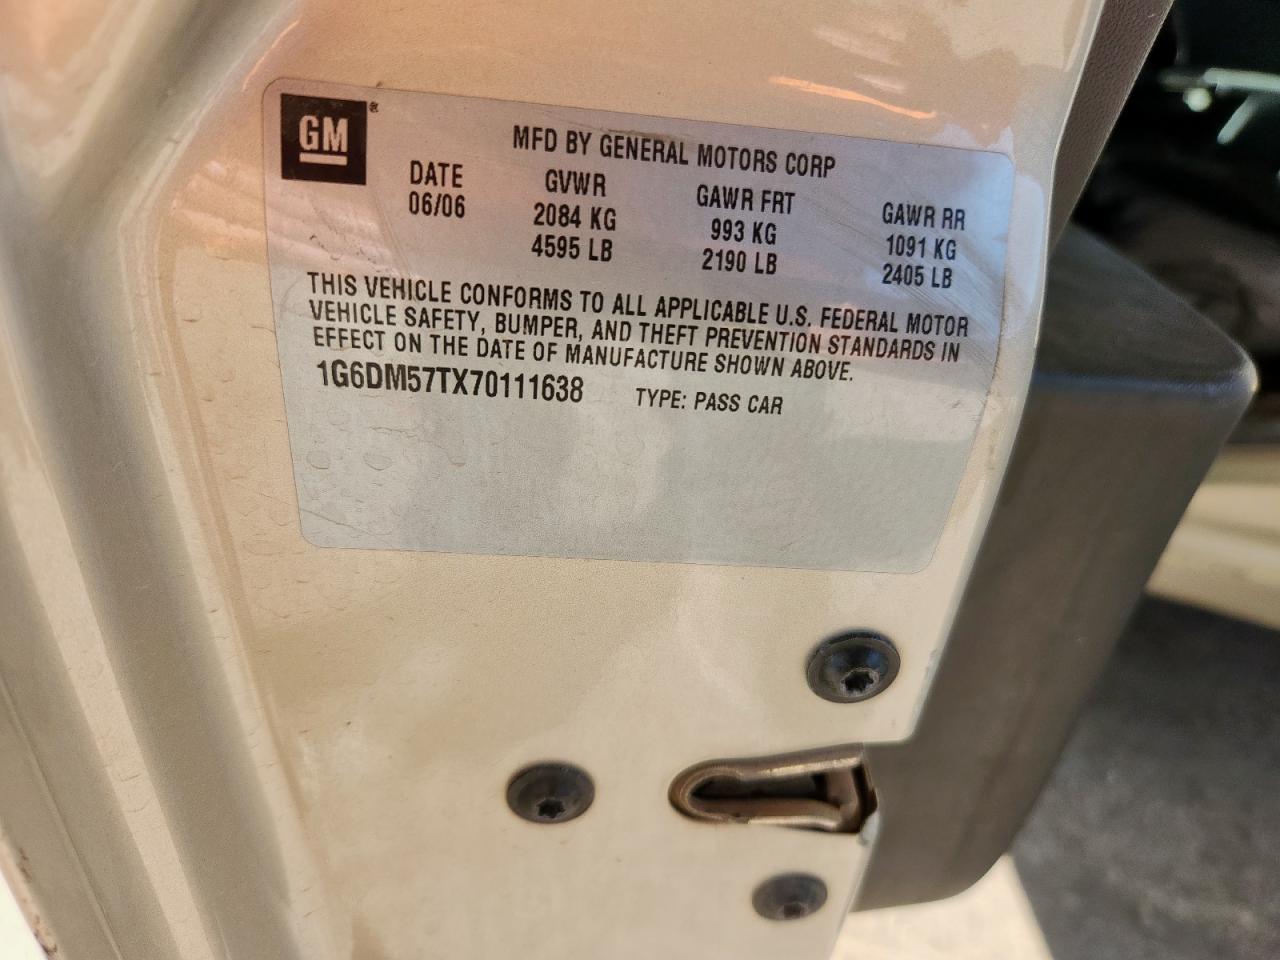 GM®
MFD BY GENERAL MOTORS CORP
DATE GVWR GAWR FRT GAWR RR
06/06 2084 KG 993 KG 1091 KG
4595 LB 2190 LB 2405 LB
THIS VEHICLE CONFORMS TO ALL APPLICABLE U.S. FEDERAL MOTOR
VEHICLE SAFETY, BUMPER, AND THEFT PREVENTION STANDARDS IN
EFFECT ON THE DATE OF MANUFACTURE SHOWN ABOVE.
1G6DM57TX70111638 TYPE: PASS CAR